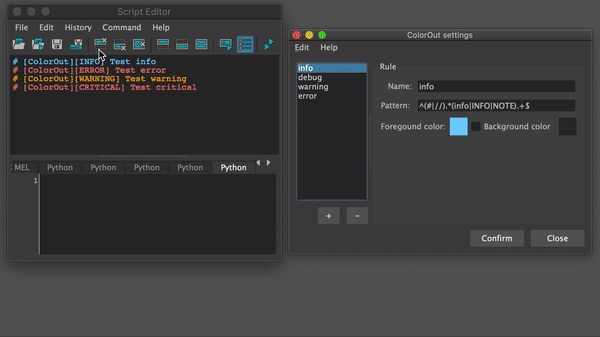 Script Editor
File Edit History Command Help
# [ColorOut][INFO] Test info
# [ColorOut][ERROR] Test error
# [ColorOut][WARNING] Test warning
# [ColorOut][CRITICAL] Test critical
MEL Python Python Python Python Python
1
ColorOut settings
Edit Help
info
debug
warning
error
+ -
Rule
Name: info
Pattern: ^(#|//).*(info|INFO|NOTE).+$
Foregound color: Background color
Confirm Close